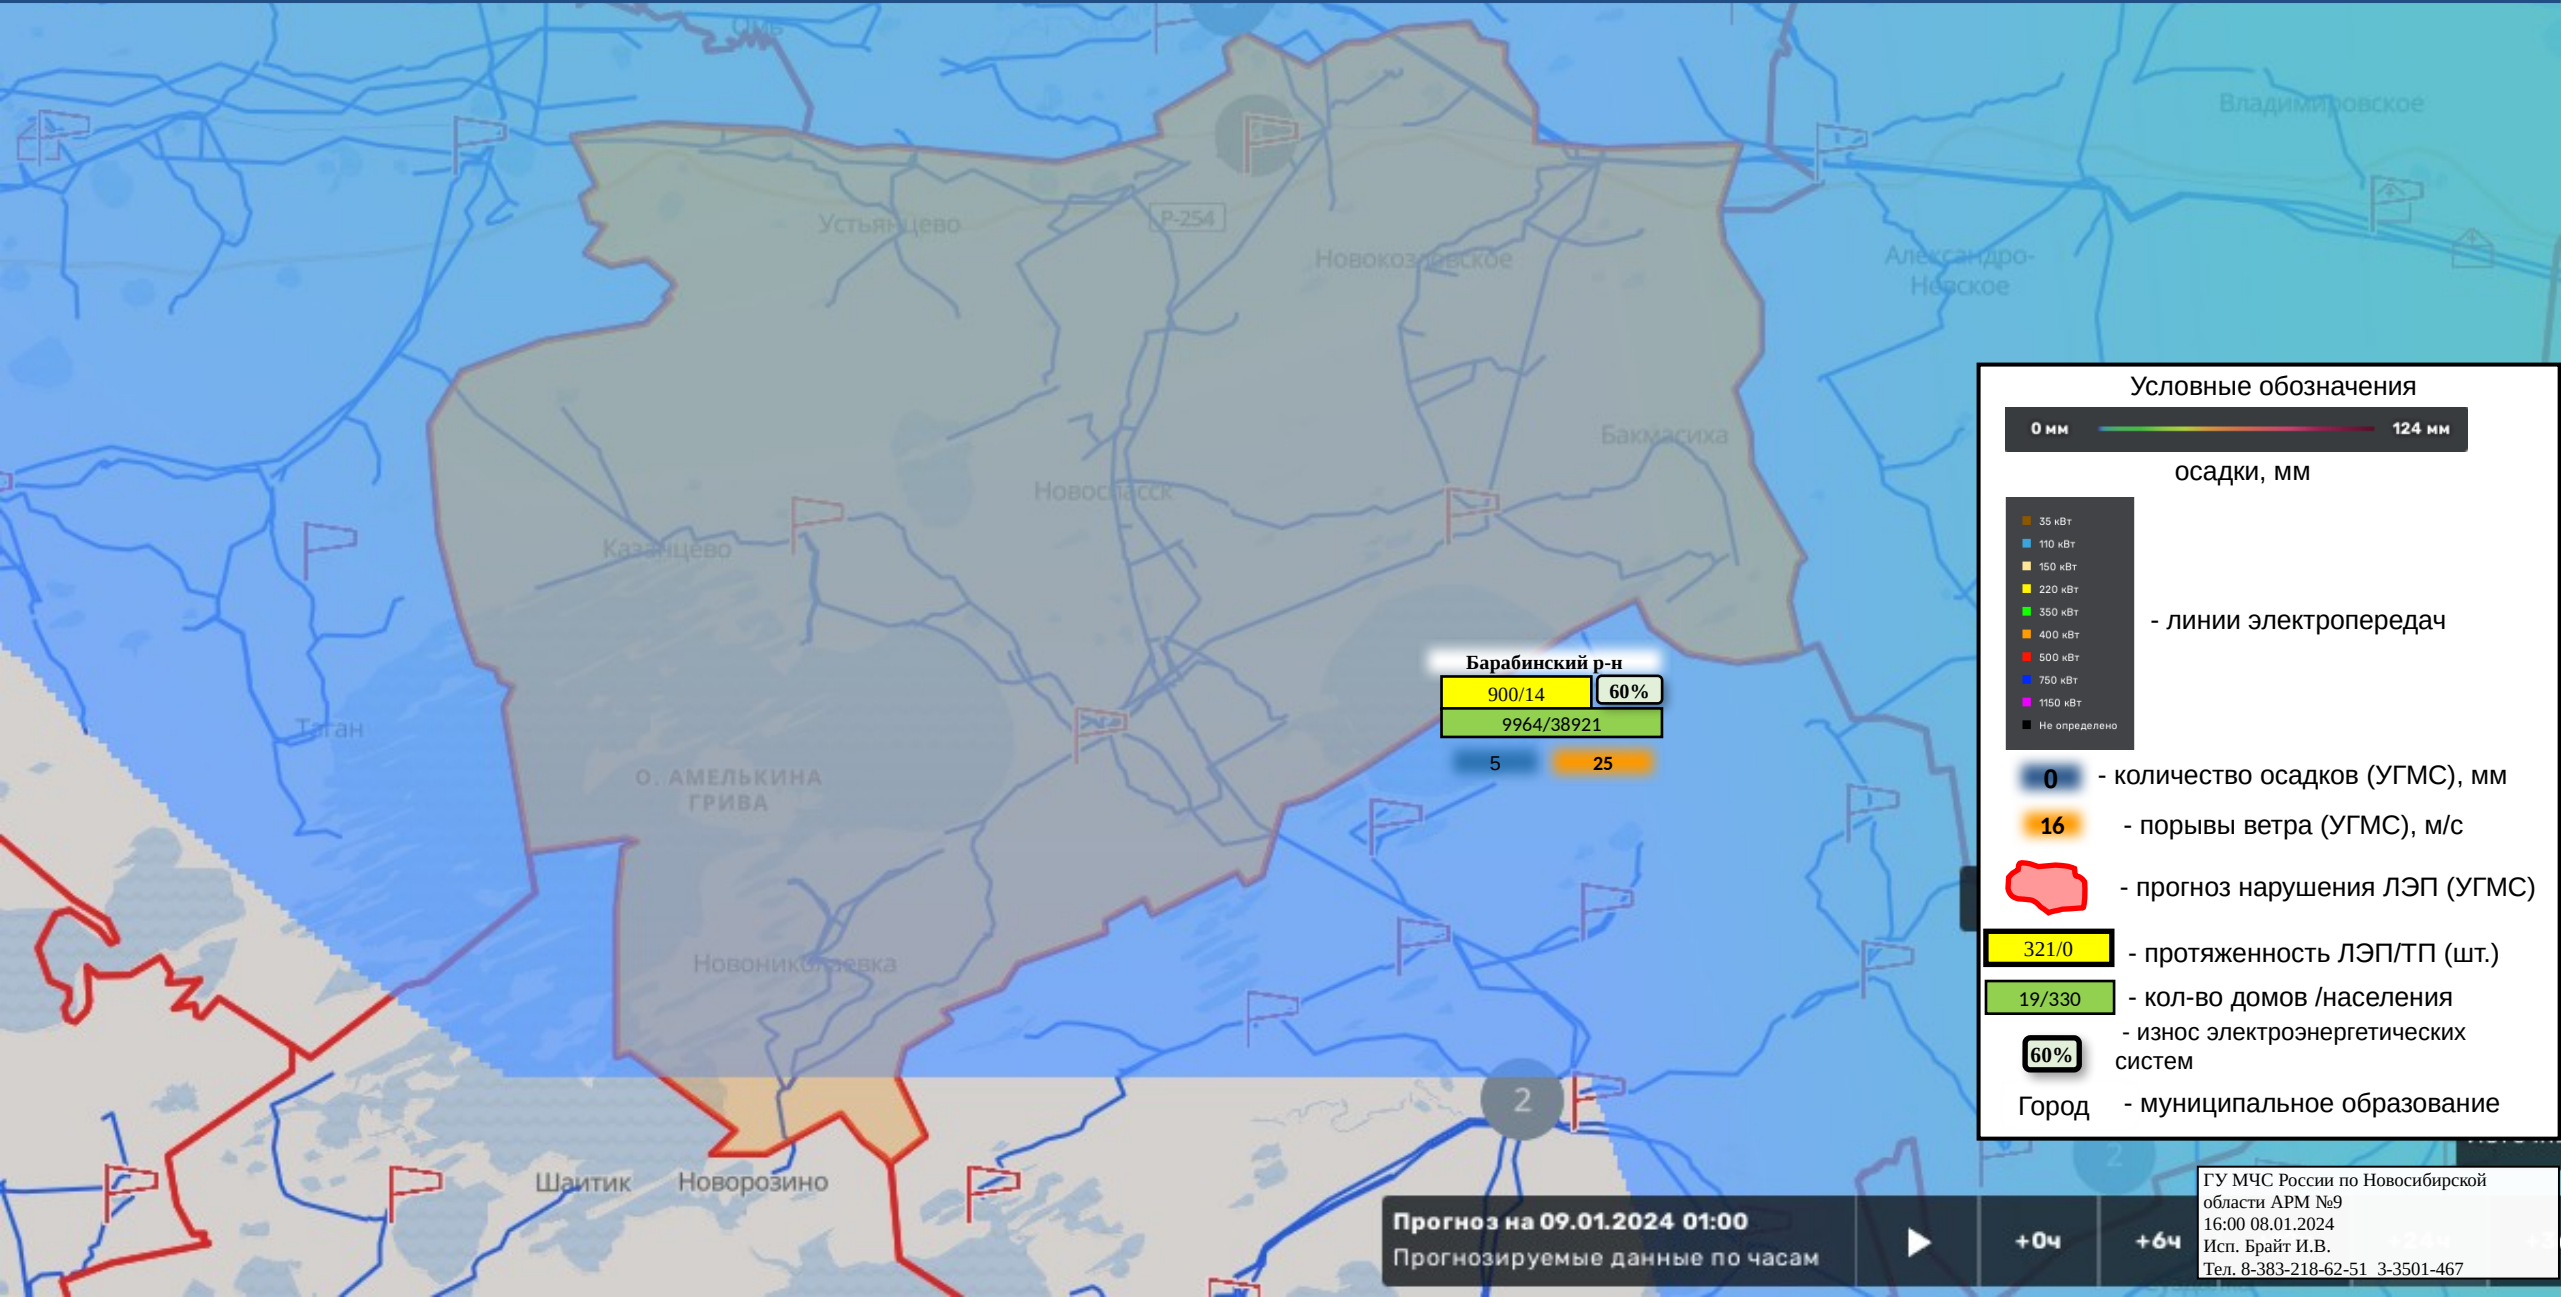 Омь
Владимировское
Устьянцево
Р-254
Новокозловское
Александро-
Невское
Бакмасиха
Новоспасск
Казанцево
Таган
О. АМЕЛЬКИНА
ГРИВА
Новониколаевка
Шаитик
Новорозино
2
2
Барабинский р-н
900/14
60%
9964/38921
5
25
Условные обозначения
0 мм
124 мм
осадки, мм
35 кВт
110 кВт
150 кВт
220 кВт
350 кВт
400 кВт
500 кВт
750 кВт
1150 кВт
Не определено
- линии электропередач
0 - количество осадков (УГМС), мм
16 - порывы ветра (УГМС), м/с
- прогноз нарушения ЛЭП (УГМС)
321/0 - протяженность ЛЭП/ТП (шт.)
19/330 - кол-во домов /населения
60% - износ электроэнергетических
систем
Город - муниципальное образование
Прогноз на 09.01.2024 01:00
Прогнозируемые данные по часам
+0ч
+6ч
ГУ МЧС России по Новосибирской
области АРМ №9
16:00 08.01.2024
Исп. Брайт И.В.
Тел. 8-383-218-62-51 3-3501-467